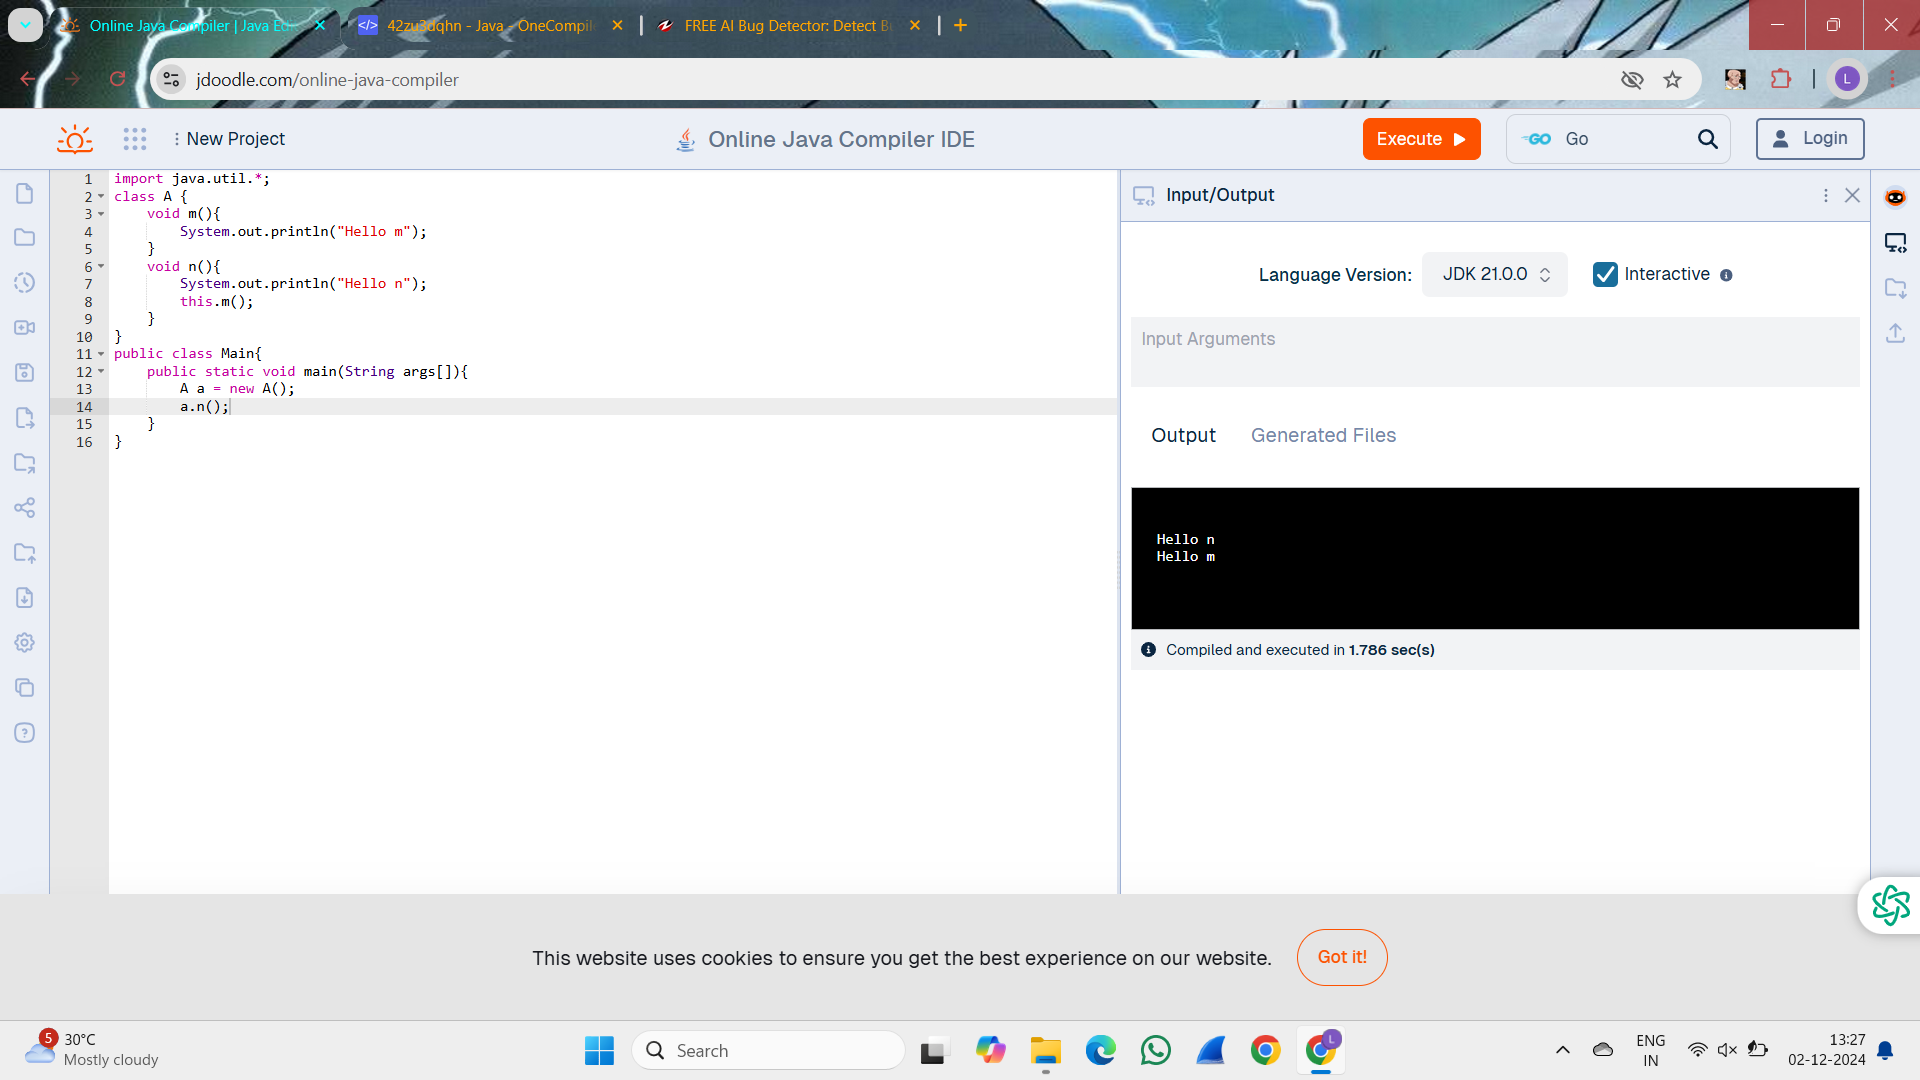 Online Java Compiler | Java Ed
42zu3dqhn - Java - OneCompil
FREE AI Bug Detector: Detect B
jdoodle.com/online-java-compiler
L
New Project
Online Java Compiler IDE
Execute
GO Go
Login
1 import java.util.*;
2 class A {
3 void m(){
4 System.out.println("Hello m");
5 }
6 void n(){
7 System.out.println("Hello n");
8 this.m();
9 }
10 }
11 public class Main{
12 public static void main(String args[]){
13 A a = new A();
14 a.n();
15 }
16 }
Input/Output
Language Version: JDK 21.0.0 Interactive
Input Arguments
Output Generated Files
Hello n
Hello m
Compiled and executed in 1.786 sec(s)
This website uses cookies to ensure you get the best experience on our website. Got it!
5 30°C
Mostly cloudy
Search
L
ENG
IN
13:27
02-12-2024